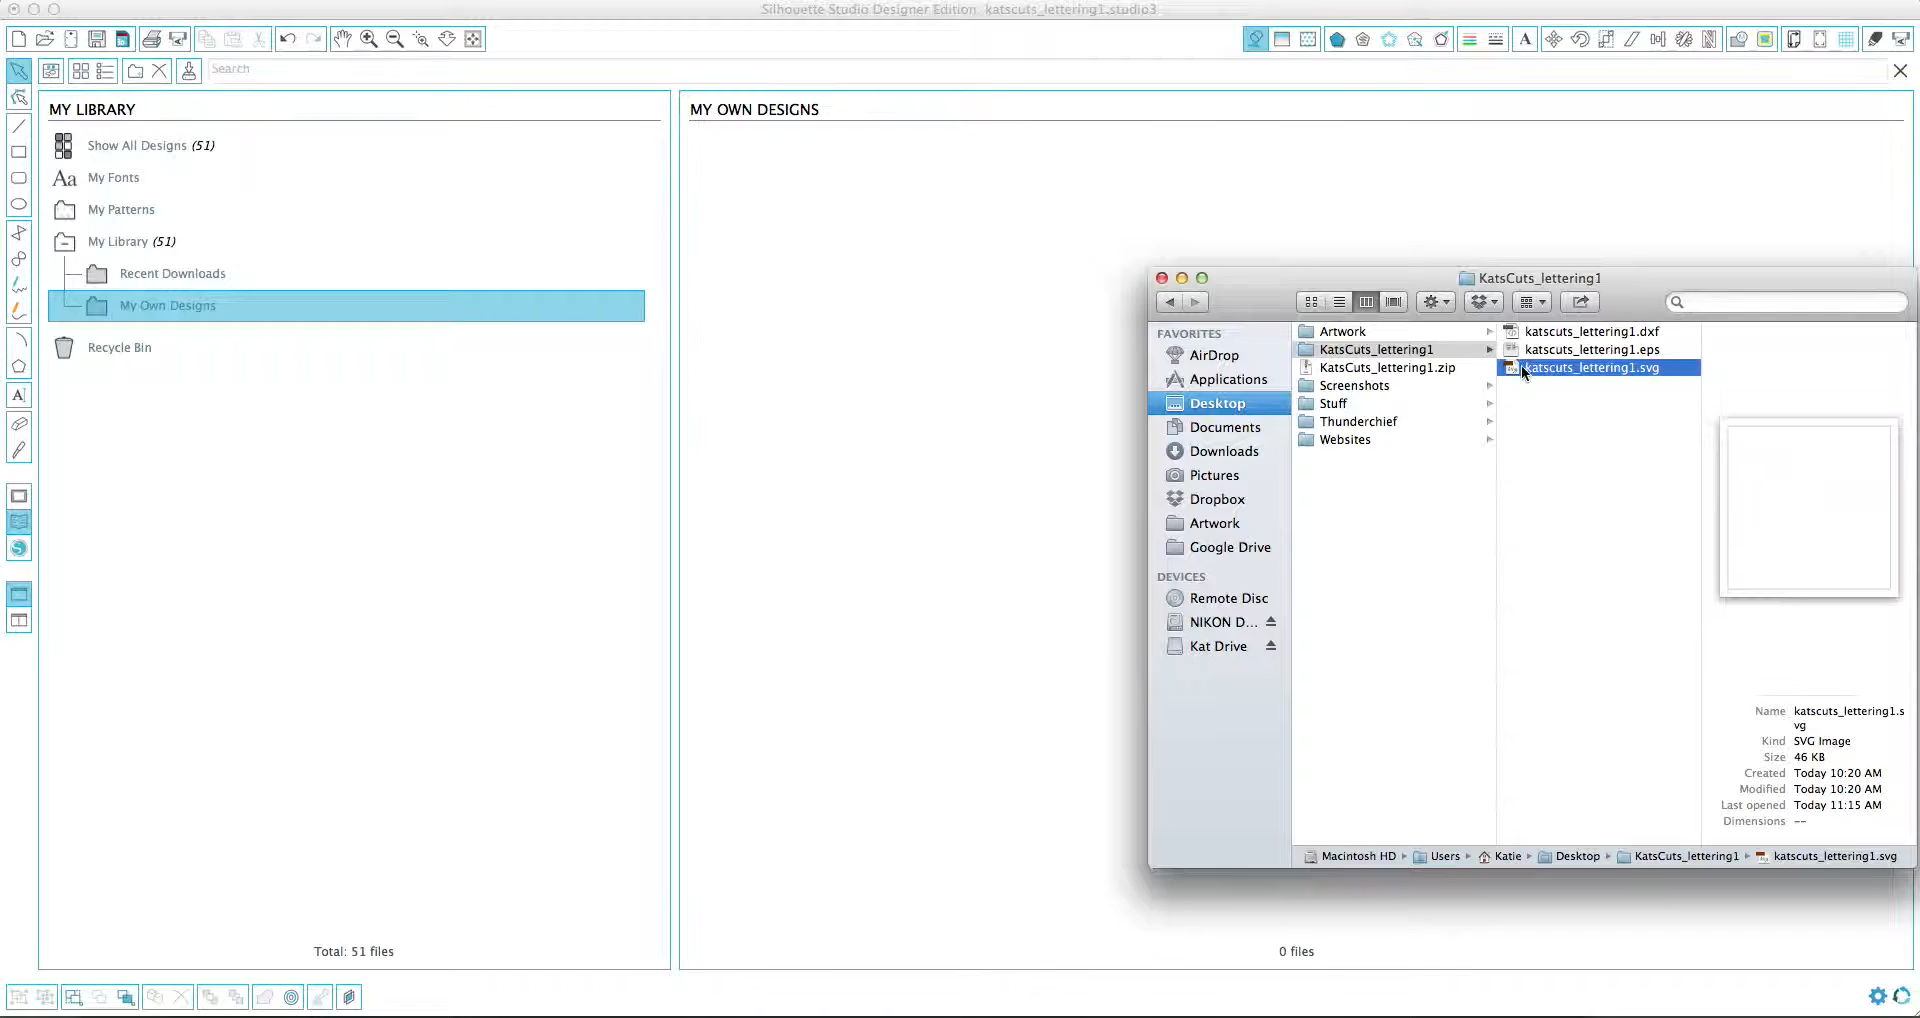 Silhouette Studio Designer Edition: katscuts_lettering1.studio3
Search
MY LIBRARY
Show All Designs (51)
Aa My Fonts
My Patterns
My Library (51)
Recent Downloads
My Own Designs
Recycle Bin
Total: 51 files
MY OWN DESIGNS
0 files
KatsCuts_lettering1
FAVORITES
AirDrop
Applications
Desktop
Documents
Downloads
Pictures
Dropbox
Artwork
Google Drive
DEVICES
Remote Disc
NIKON D...
Kat Drive
Artwork
KatsCuts_lettering1
KatsCuts_lettering1.zip
Screenshots
Stuff
Thunderchief
Websites
katscuts_lettering1.dxf
katscuts_lettering1.eps
katscuts_lettering1.svg
Name katscuts_lettering1.s
vg
Kind SVG Image
Size 46 KB
Created Today 10:20 AM
Modified Today 10:20 AM
Last opened Today 11:15 AM
Dimensions --
Macintosh HD Users Katie Desktop KatsCuts_lettering1 katscuts_lettering1.svg